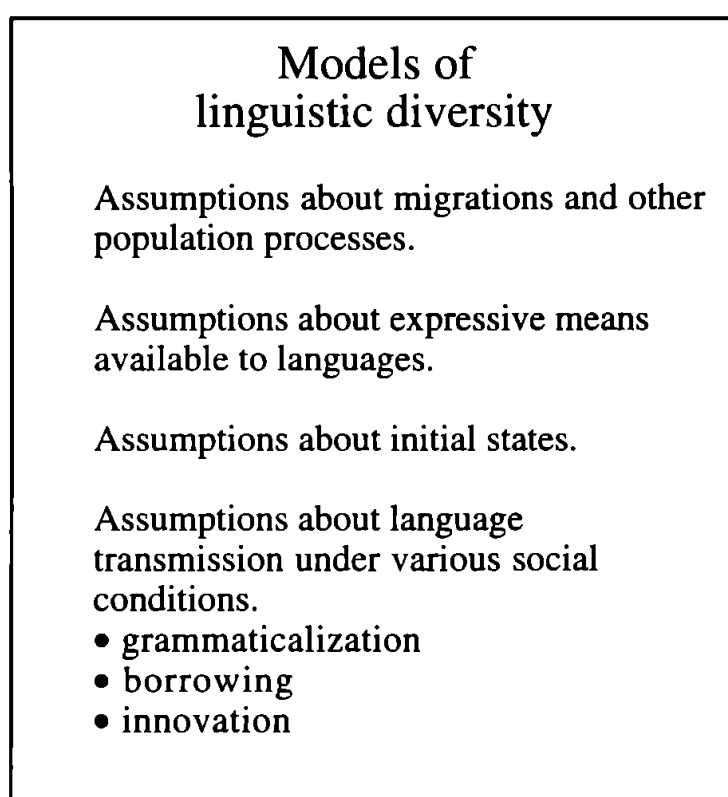 Models of
linguistic diversity
Assumptions about migrations and other
population processes.
Assumptions about expressive means
available to languages.
Assumptions about initial states.
Assumptions about language
transmission under various social
conditions.
• grammaticalization
• borrowing
• innovation